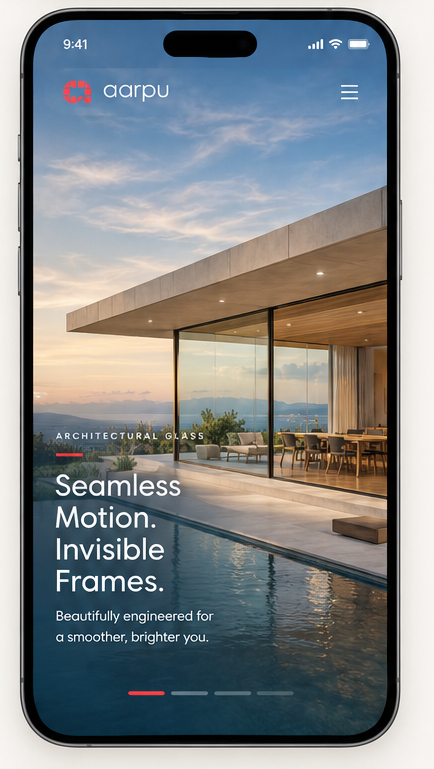 9:41
aarpu
ARCHITECTURAL GLASS
Seamless
Motion.
Invisible
Frames.
Beautifully engineered for
a smoother, brighter you.